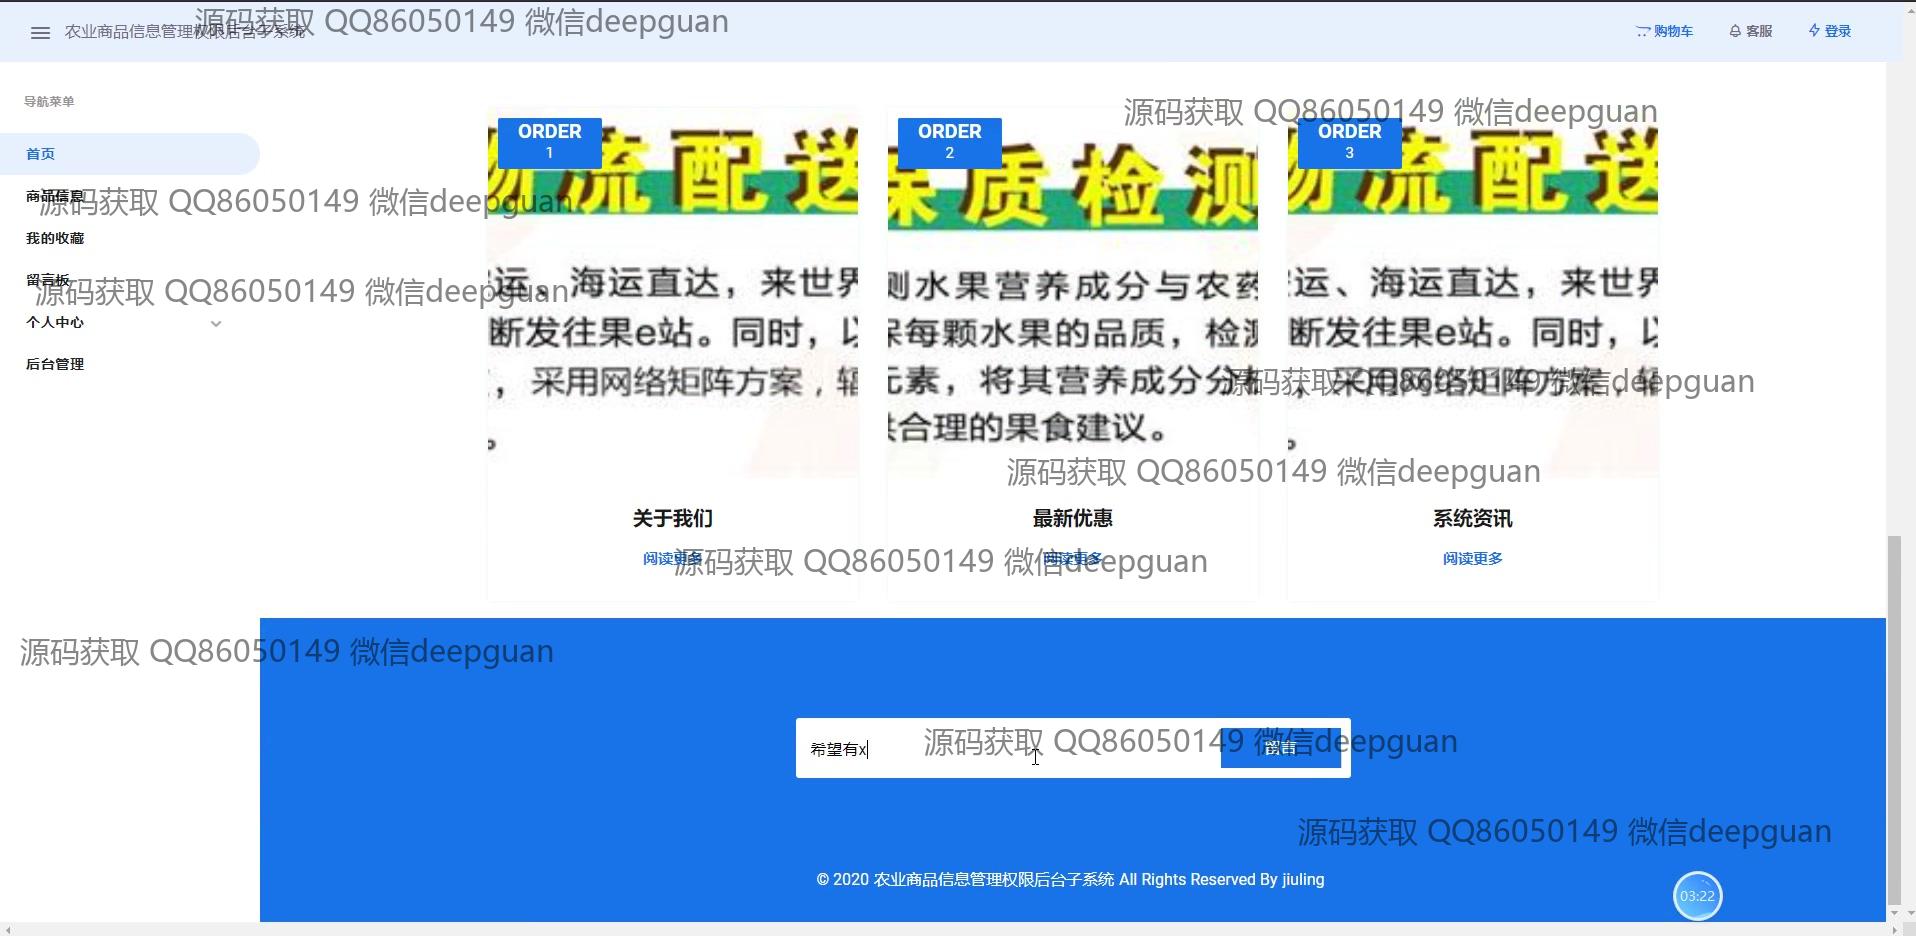 农业商品信息管理权限后台子系统
源码获取 QQ86050149 微信deepguan
购物车
客服
登录
导航菜单
首页
商品信息
源码获取 QQ86050149 微信deepguan
我的收藏
留言板
源码获取 QQ86050149 微信deepguan
个人中心
后台管理
源码获取 QQ86050149 微信deepguan
ORDER
1
物流配送
运、海运直达，来世界
断发往果e站。同时，以
，采用网络矩阵方案，辐
。
关于我们
阅读更多
ORDER
2
保质检测
测水果营养成分与农药
保每颗水果的品质，检测
元素，将其营养成分分
供合理的果食建议。
最新优惠
阅读更多
ORDER
3
物流配送
运、海运直达，来世界
断发往果e站。同时，以
，采用网络矩阵方案，辐
。
系统资讯
阅读更多
源码获取 QQ86050149 微信deepguan
源码获取 QQ86050149 微信deepguan
源码获取 QQ86050149 微信deepguan
源码获取 QQ86050149 微信deepguan
希望有x
留言
源码获取 QQ86050149 微信deepguan
源码获取 QQ86050149 微信deepguan
© 2020 农业商品信息管理权限后台子系统 All Rights Reserved By jiuling
03:22